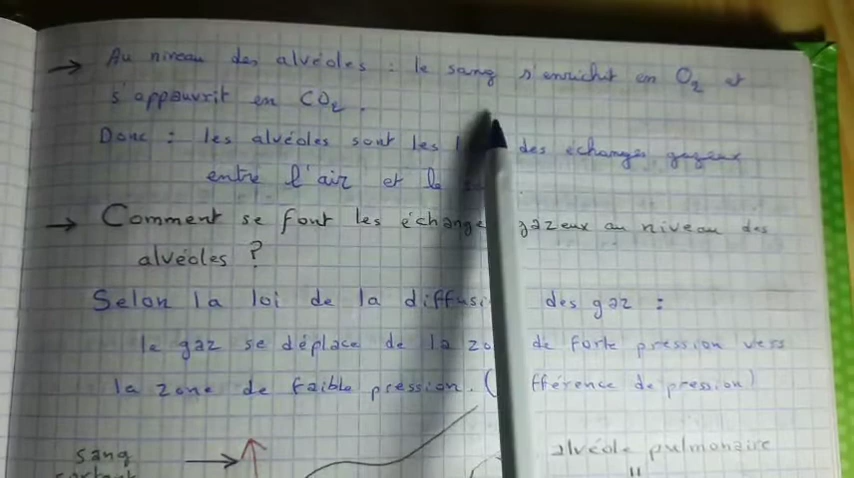 → Au niveau des alvéoles : le sang s'enrichit en O₂ et
s'appauvrit en CO₂.
Donc : les alvéoles sont les des échanges gazeux
entre l'air et le
→ Comment se font les échange gazeux au niveau des
alvéoles ?
Selon la loi de la diffusi des gaz :
le gaz se déplace de la zo de forte pression vers
la zone de faible pression. ( fférence de pression)
sang → alvéole pulmonaire
"